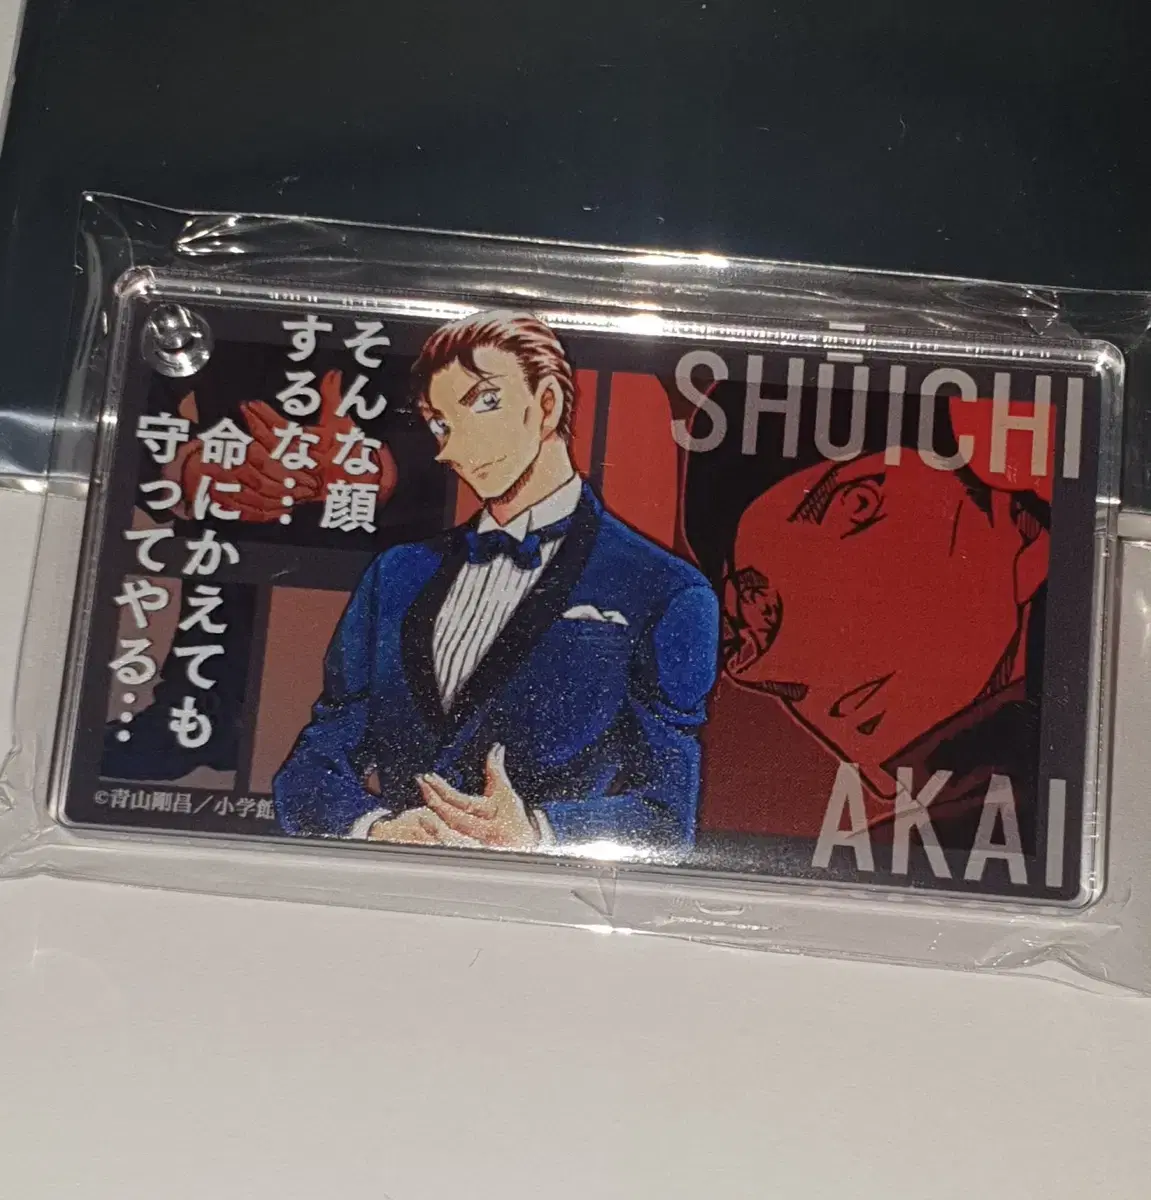 そんな顔
するな…
命にかえても
守ってやる…
SHŪICHI
AKAI
©青山剛昌／小学館